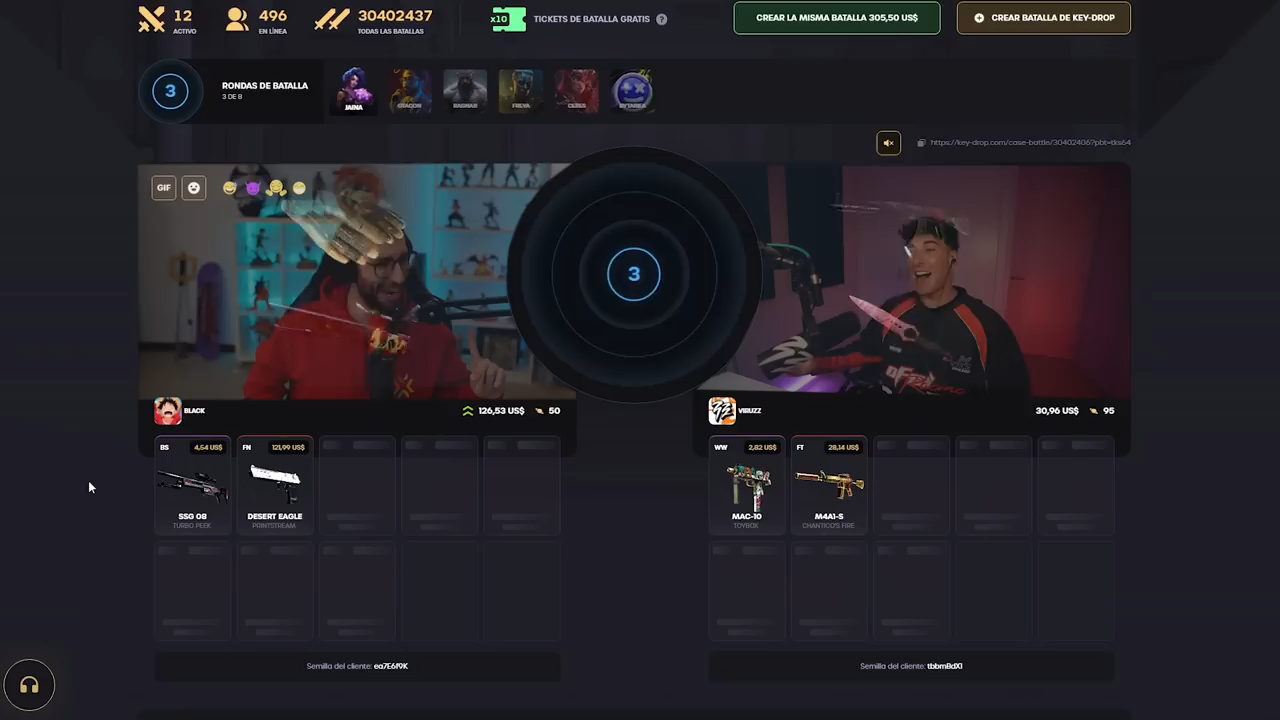 12
ACTIVO
496
EN LÍNEA
30402437
TODAS LAS BATALLAS
x10
TICKETS DE BATALLA GRATIS ?
CREAR LA MISMA BATALLA 305,50 US$
CREAR BATALLA DE KEY-DROP
3
RONDAS DE BATALLA
3 DE 8
JAINA
DRAGON
RAGNAR
FREYA
CERES
https://key-drop.com/case-battle/30402406?pbt=tks64
GIF
3
BLACK
126,53 US$
50
VIBUZZ
30,96 US$
95
BS
4,54 US$
SSG 08
TURBO PEEK
FN
121,99 US$
DESERT EAGLE
PRINTSTREAM
WW
2,82 US$
MAC-10
TOYBOX
FT
28,14 US$
M4A1-S
CHANTICO'S FIRE
Semilla del cliente: ea7E6f9K
Semilla del cliente: tbbmBdX1